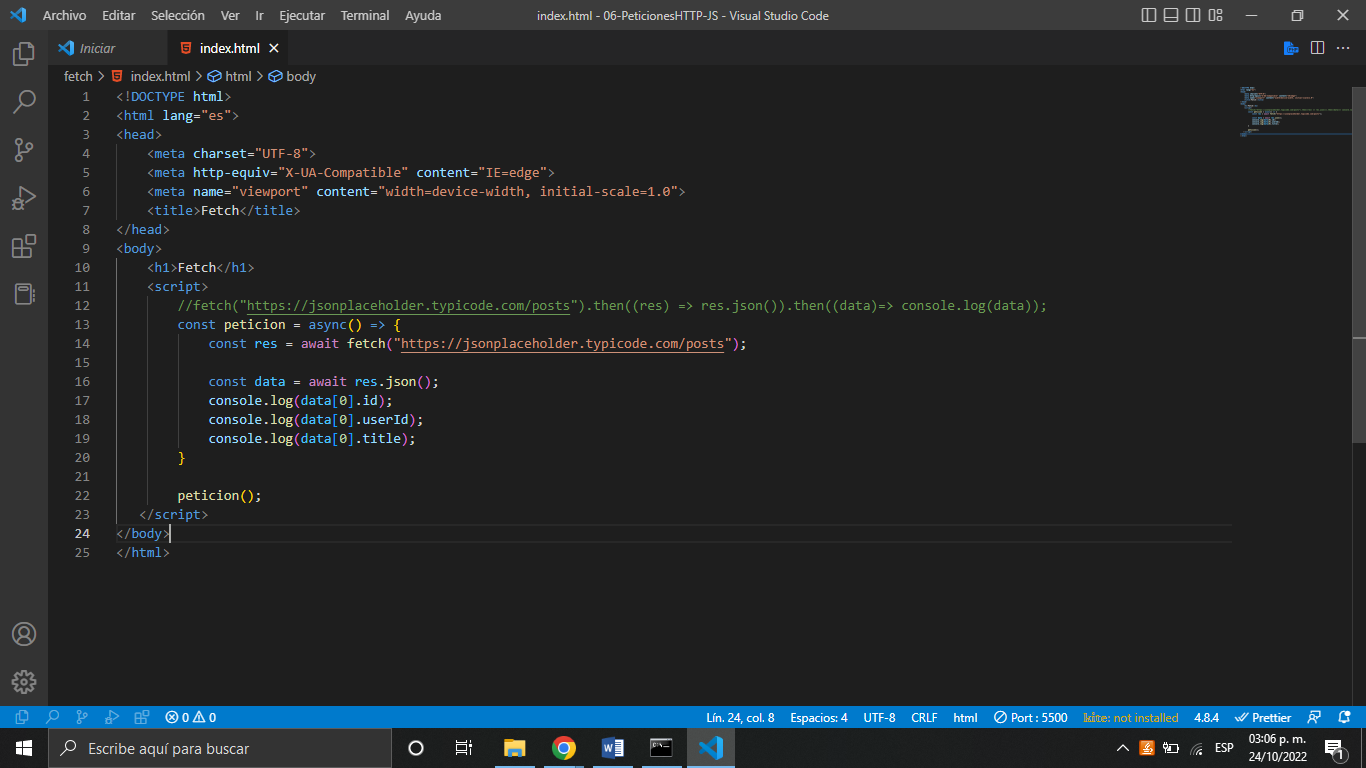 Archivo Editar Selección Ver Ir Ejecutar Terminal Ayuda index.html - 06-PeticionesHTTP-JS - Visual Studio Code
Iniciar index.html
fetch > index.html > html > body
1 <!DOCTYPE html>
2 <html lang="es">
3 <head>
4 <meta charset="UTF-8">
5 <meta http-equiv="X-UA-Compatible" content="IE=edge">
6 <meta name="viewport" content="width=device-width, initial-scale=1.0">
7 <title>Fetch</title>
8 </head>
9 <body>
10 <h1>Fetch</h1>
11 <script>
12 //fetch("https://jsonplaceholder.typicode.com/posts").then((res) => res.json()).then((data)=> console.log(data));
13 const peticion = async() => {
14 const res = await fetch("https://jsonplaceholder.typicode.com/posts");
15
16 const data = await res.json();
17 console.log(data[0].id);
18 console.log(data[0].userId);
19 console.log(data[0].title);
20 }
21
22 peticion();
23 </script>
24 </body>
25 </html>
0 0 Lín. 24, col. 8 Espacios: 4 UTF-8 CRLF html Port : 5500 kite: not installed 4.8.4 Prettier
Escribe aquí para buscar ESP 03:06 p. m.
24/10/2022 1